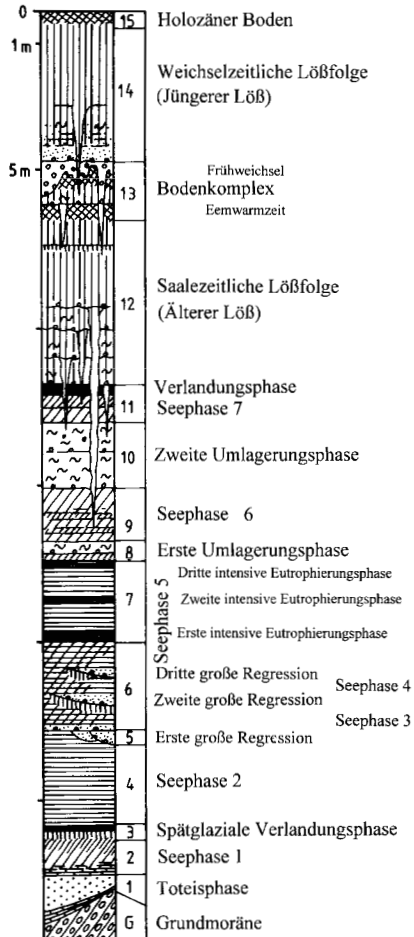 0
15 Holozäner Boden
1m
Weichselzeitliche Lößfolge
14
(Jüngerer Löß)
5m
Frühweichsel
13 Bodenkomplex
Eemwarmzeit
Saalezeitliche Lößfolge
12
(Älterer Löß)
Verlandungsphase
11 Seephase 7
10 Zweite Umlagerungsphase
Seephase 6
9
8 Erste Umlagerungsphase
Dritte intensive Eutrophierungsphase
7 Zweite intensive Eutrophierungsphase
Erste intensive Eutrophierungsphase
Seephase 5
Dritte große Regression
6 Seephase 4
Zweite große Regression
Seephase 3
5 Erste große Regression
4 Seephase 2
3 Spätglaziale Verlandungsphase
2 Seephase 1
1 Toteisphase
G Grundmoräne